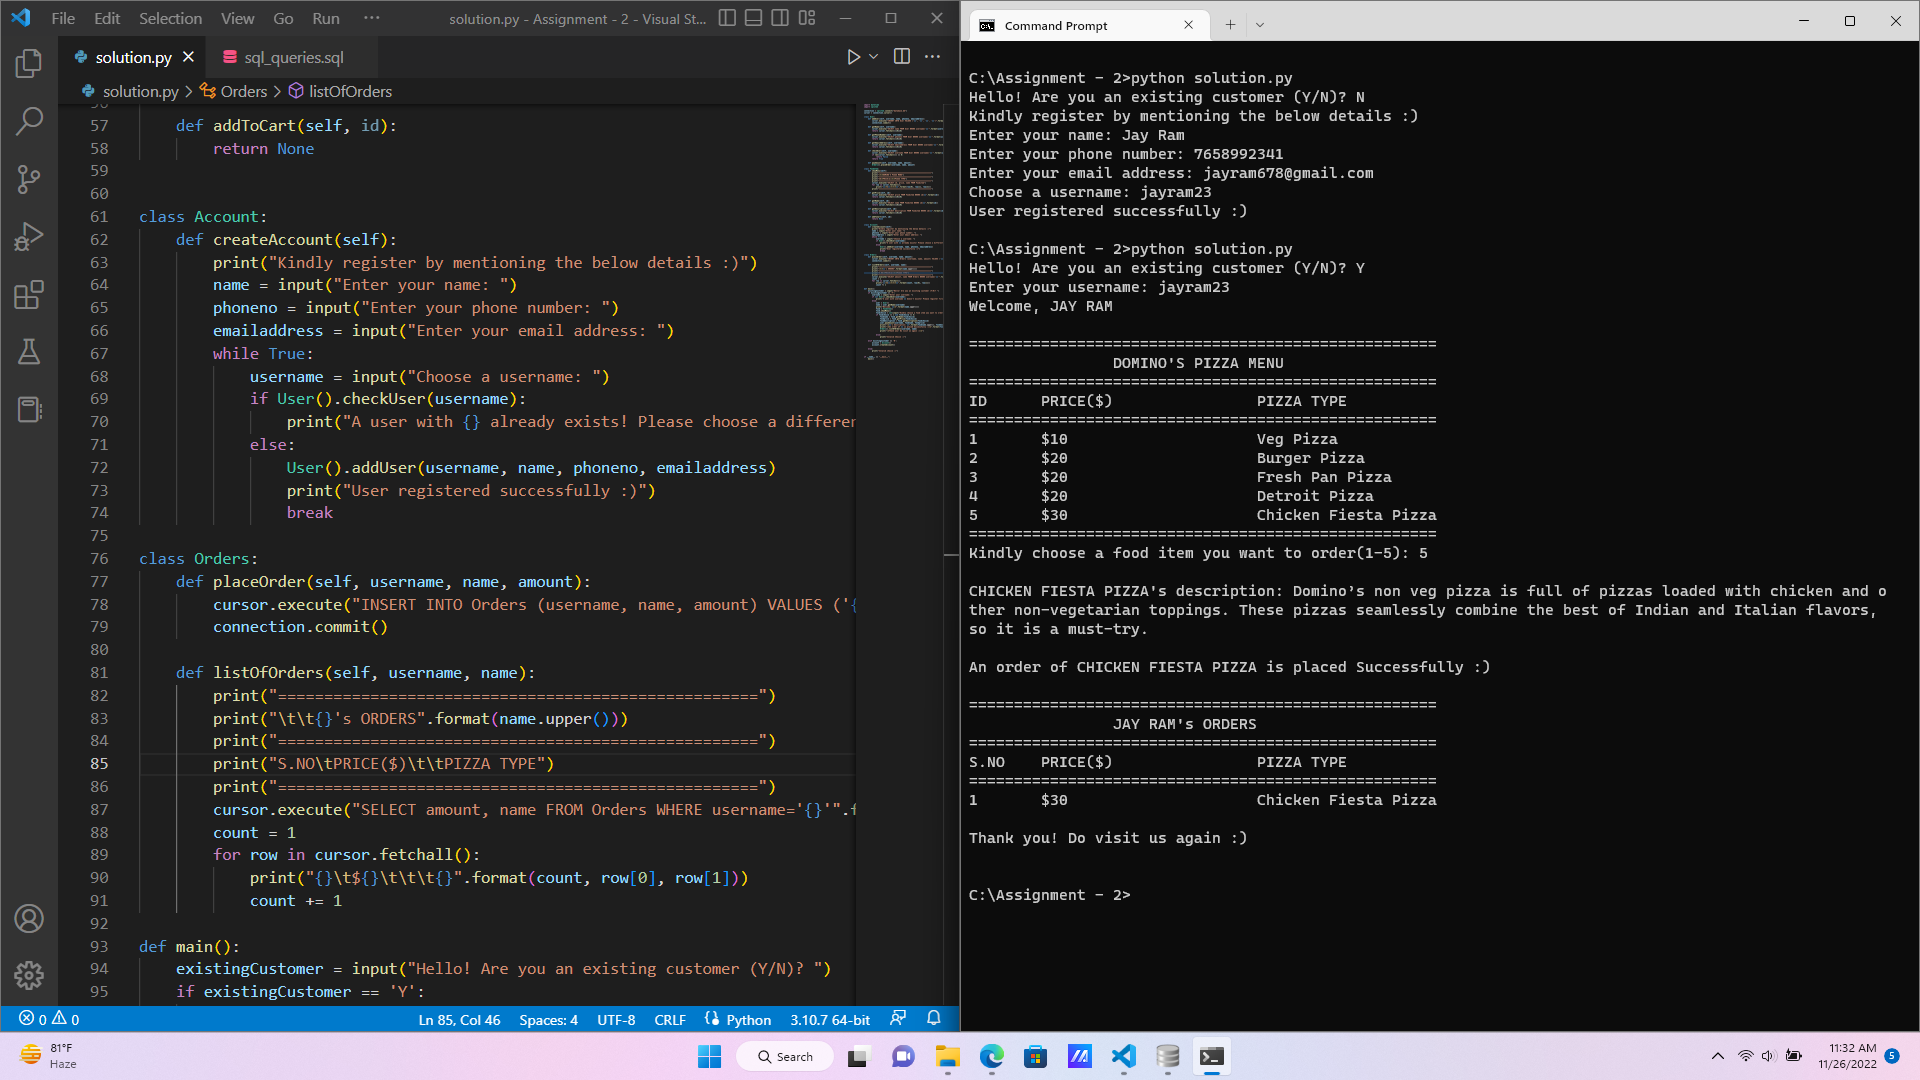 File Edit Selection View Go Run ··· solution.py - Assignment - 2 - Visual St...
solution.py sql_queries.sql
solution.py > Orders > listOfOrders
56
57 def addToCart(self, id):
58 return None
59
60
61 class Account:
62 def createAccount(self):
63 print("Kindly register by mentioning the below details :)")
64 name = input("Enter your name: ")
65 phoneno = input("Enter your phone number: ")
66 emailaddress = input("Enter your email address: ")
67 while True:
68 username = input("Choose a username: ")
69 if User().checkUser(username):
70 print("A user with {} already exists! Please choose a differen
71 else:
72 User().addUser(username, name, phoneno, emailaddress)
73 print("User registered successfully :)")
74 break
75
76 class Orders:
77 def placeOrder(self, username, name, amount):
78 cursor.execute("INSERT INTO Orders (username, name, amount) VALUES ('{
79 connection.commit()
80
81 def listOfOrders(self, username, name):
82 print("====================================================")
83 print("\t\t{}'s ORDERS".format(name.upper()))
84 print("====================================================")
85 print("S.NO\tPRICE($)\t\tPIZZA TYPE")
86 print("====================================================")
87 cursor.execute("SELECT amount, name FROM Orders WHERE username='{}'".f
88 count = 1
89 for row in cursor.fetchall():
90 print("{}\t${}\t\t\t{}".format(count, row[0], row[1]))
91 count += 1
92
93 def main():
94 existingCustomer = input("Hello! Are you an existing customer (Y/N)? ")
95 if existingCustomer == 'Y':
0 0 Ln 85, Col 46 Spaces: 4 UTF-8 CRLF Python 3.10.7 64-bit
Command Prompt
C:\Assignment - 2>python solution.py
Hello! Are you an existing customer (Y/N)? N
Kindly register by mentioning the below details :)
Enter your name: Jay Ram
Enter your phone number: 7658992341
Enter your email address: jayram678@gmail.com
Choose a username: jayram23
User registered successfully :)
C:\Assignment - 2>python solution.py
Hello! Are you an existing customer (Y/N)? Y
Enter your username: jayram23
Welcome, JAY RAM
====================================================
DOMINO'S PIZZA MENU
====================================================
ID PRICE($) PIZZA TYPE
====================================================
1 $10 Veg Pizza
2 $20 Burger Pizza
3 $20 Fresh Pan Pizza
4 $20 Detroit Pizza
5 $30 Chicken Fiesta Pizza
====================================================
Kindly choose a food item you want to order(1-5): 5
CHICKEN FIESTA PIZZA's description: Domino’s non veg pizza is full of pizzas loaded with chicken and o
ther non-vegetarian toppings. These pizzas seamlessly combine the best of Indian and Italian flavors,
so it is a must-try.
An order of CHICKEN FIESTA PIZZA is placed Successfully :)
====================================================
JAY RAM's ORDERS
====================================================
S.NO PRICE($) PIZZA TYPE
====================================================
1 $30 Chicken Fiesta Pizza
Thank you! Do visit us again :)
C:\Assignment - 2>
81°F
Haze
Search
11:32 AM
11/26/2022
5